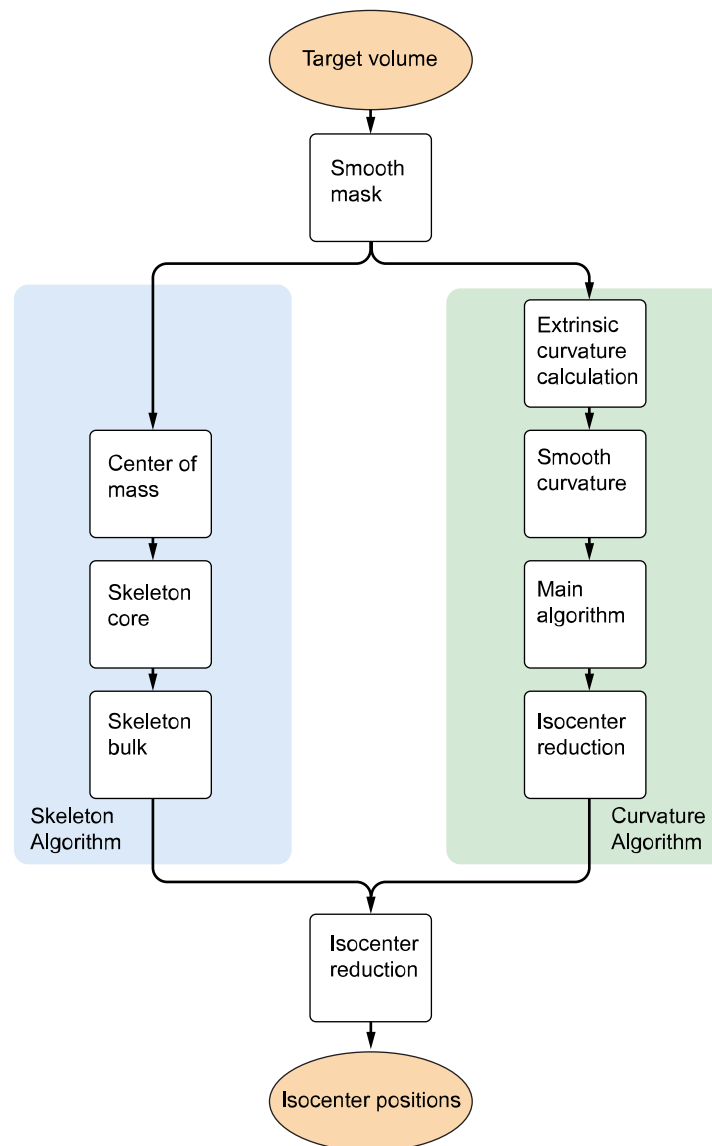 Target volume
Smooth
mask
Extrinsic
curvature
calculation
Center of
mass
Smooth
curvature
Skeleton
core
Main
algorithm
Skeleton
bulk
Isocenter
reduction
Skeleton
Algorithm
Curvature
Algorithm
Isocenter
reduction
Isocenter positions